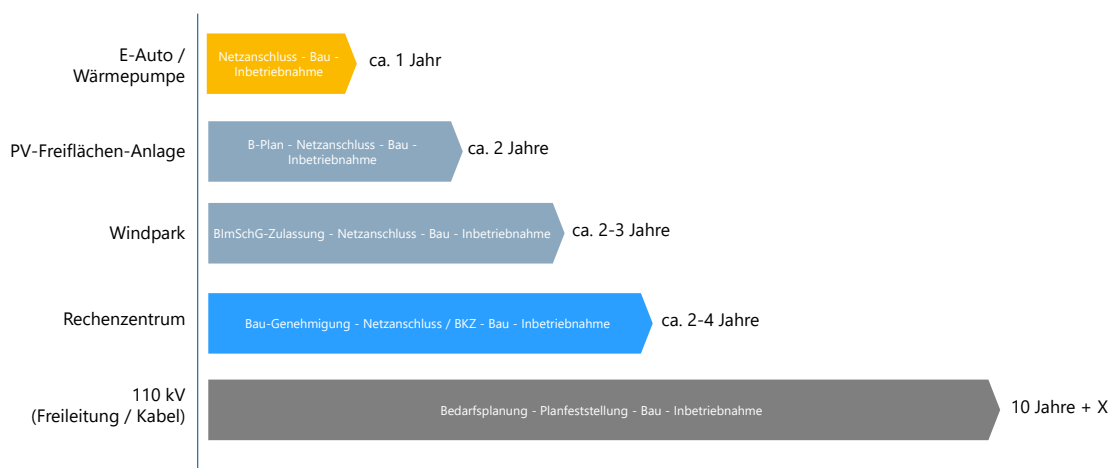 E-Auto /
Wärmepumpe
Netzanschluss - Bau -
Inbetriebnahme
ca. 1 Jahr
PV-Freiflächen-Anlage
B-Plan - Netzanschluss - Bau -
Inbetriebnahme
ca. 2 Jahre
Windpark
BImSchG-Zulassung - Netzanschluss - Bau - Inbetriebnahme
ca. 2-3 Jahre
Rechenzentrum
Bau-Genehmigung - Netzanschluss / BKZ - Bau - Inbetriebnahme
ca. 2-4 Jahre
110 kV
(Freileitung / Kabel)
Bedarfsplanung - Planfeststellung - Bau - Inbetriebnahme
10 Jahre + X